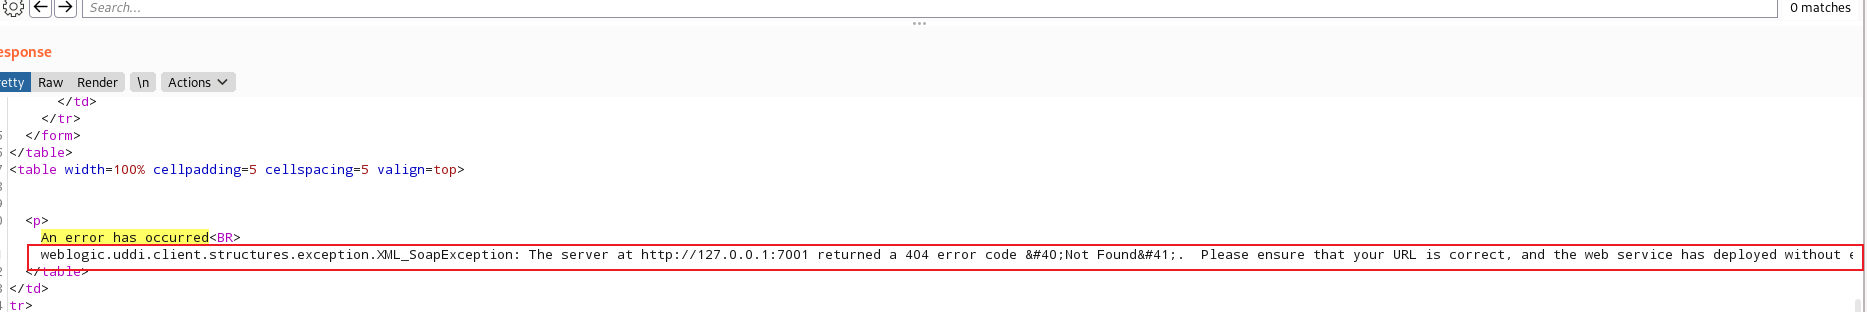 Search... 0 matches
esponse
etty Raw Render \n Actions
</td>
</tr>
</form>
</table>
<table width=100% cellpadding=5 cellspacing=5 valign=top>
<p>
An error has occurred<BR>
weblogic.uddi.client.structures.exception.XML_SoapException: The server at http://127.0.0.1:7001 returned a 404 error code &#40;Not Found&#41;.  Please ensure that your URL is correct, and the web service has deployed without e
</table>
</td>
tr>